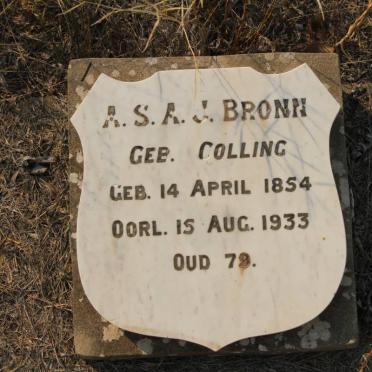 A. S. A. J. BRONN
GEB. COLLING
GEB. 14 APRIL 1854
OORL. 15 AUG. 1933
OUD 79.